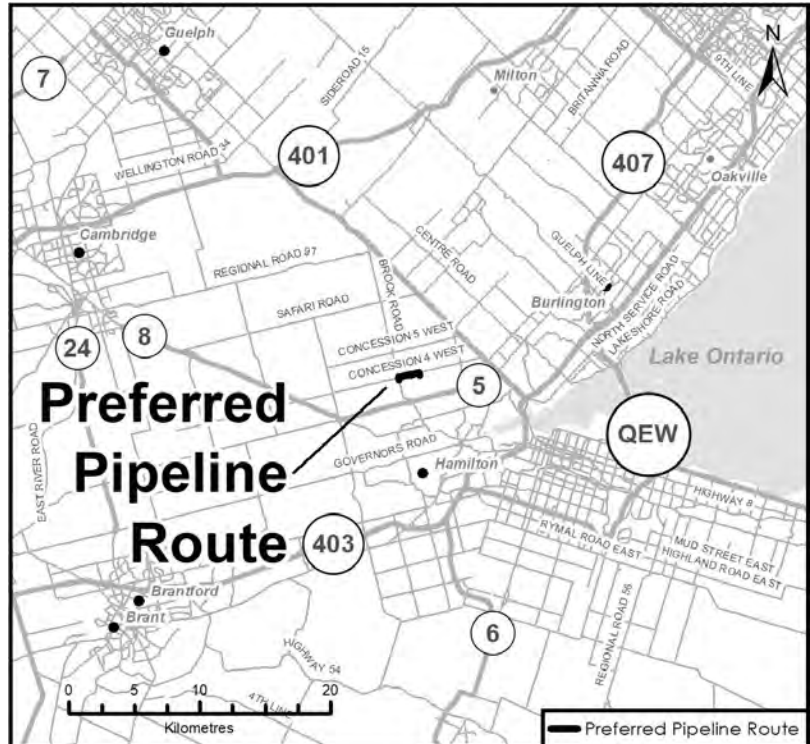 Guelph
N
7
SIDEROAD 15
Milton
BRITANNIA ROAD
9TH LINE
401
407
WELLINGTON ROAD 34
Oakville
Cambridge
REGIONAL ROAD 97
CENTRE ROAD
GUELPH LINE
BROCK ROAD
SAFARI ROAD
Burlington
NORTH SERVICE ROAD
LAKESHORE ROAD
CONCESSION 5 WEST
24
8
CONCESSION 4 WEST
Lake Ontario
5
Preferred
Pipeline
Route
QEW
GOVERNORS ROAD
Hamilton
EAST RIVER ROAD
HIGHWAY 8
403
RYMAL ROAD EAST
MUD STREET EAST
HIGHLAND ROAD EAST
Brantford
Brant
6
REGIONAL ROAD 56
HIGHWAY 54
4TH LINE
0 5 10 20
Kilometres
Preferred Pipeline Route